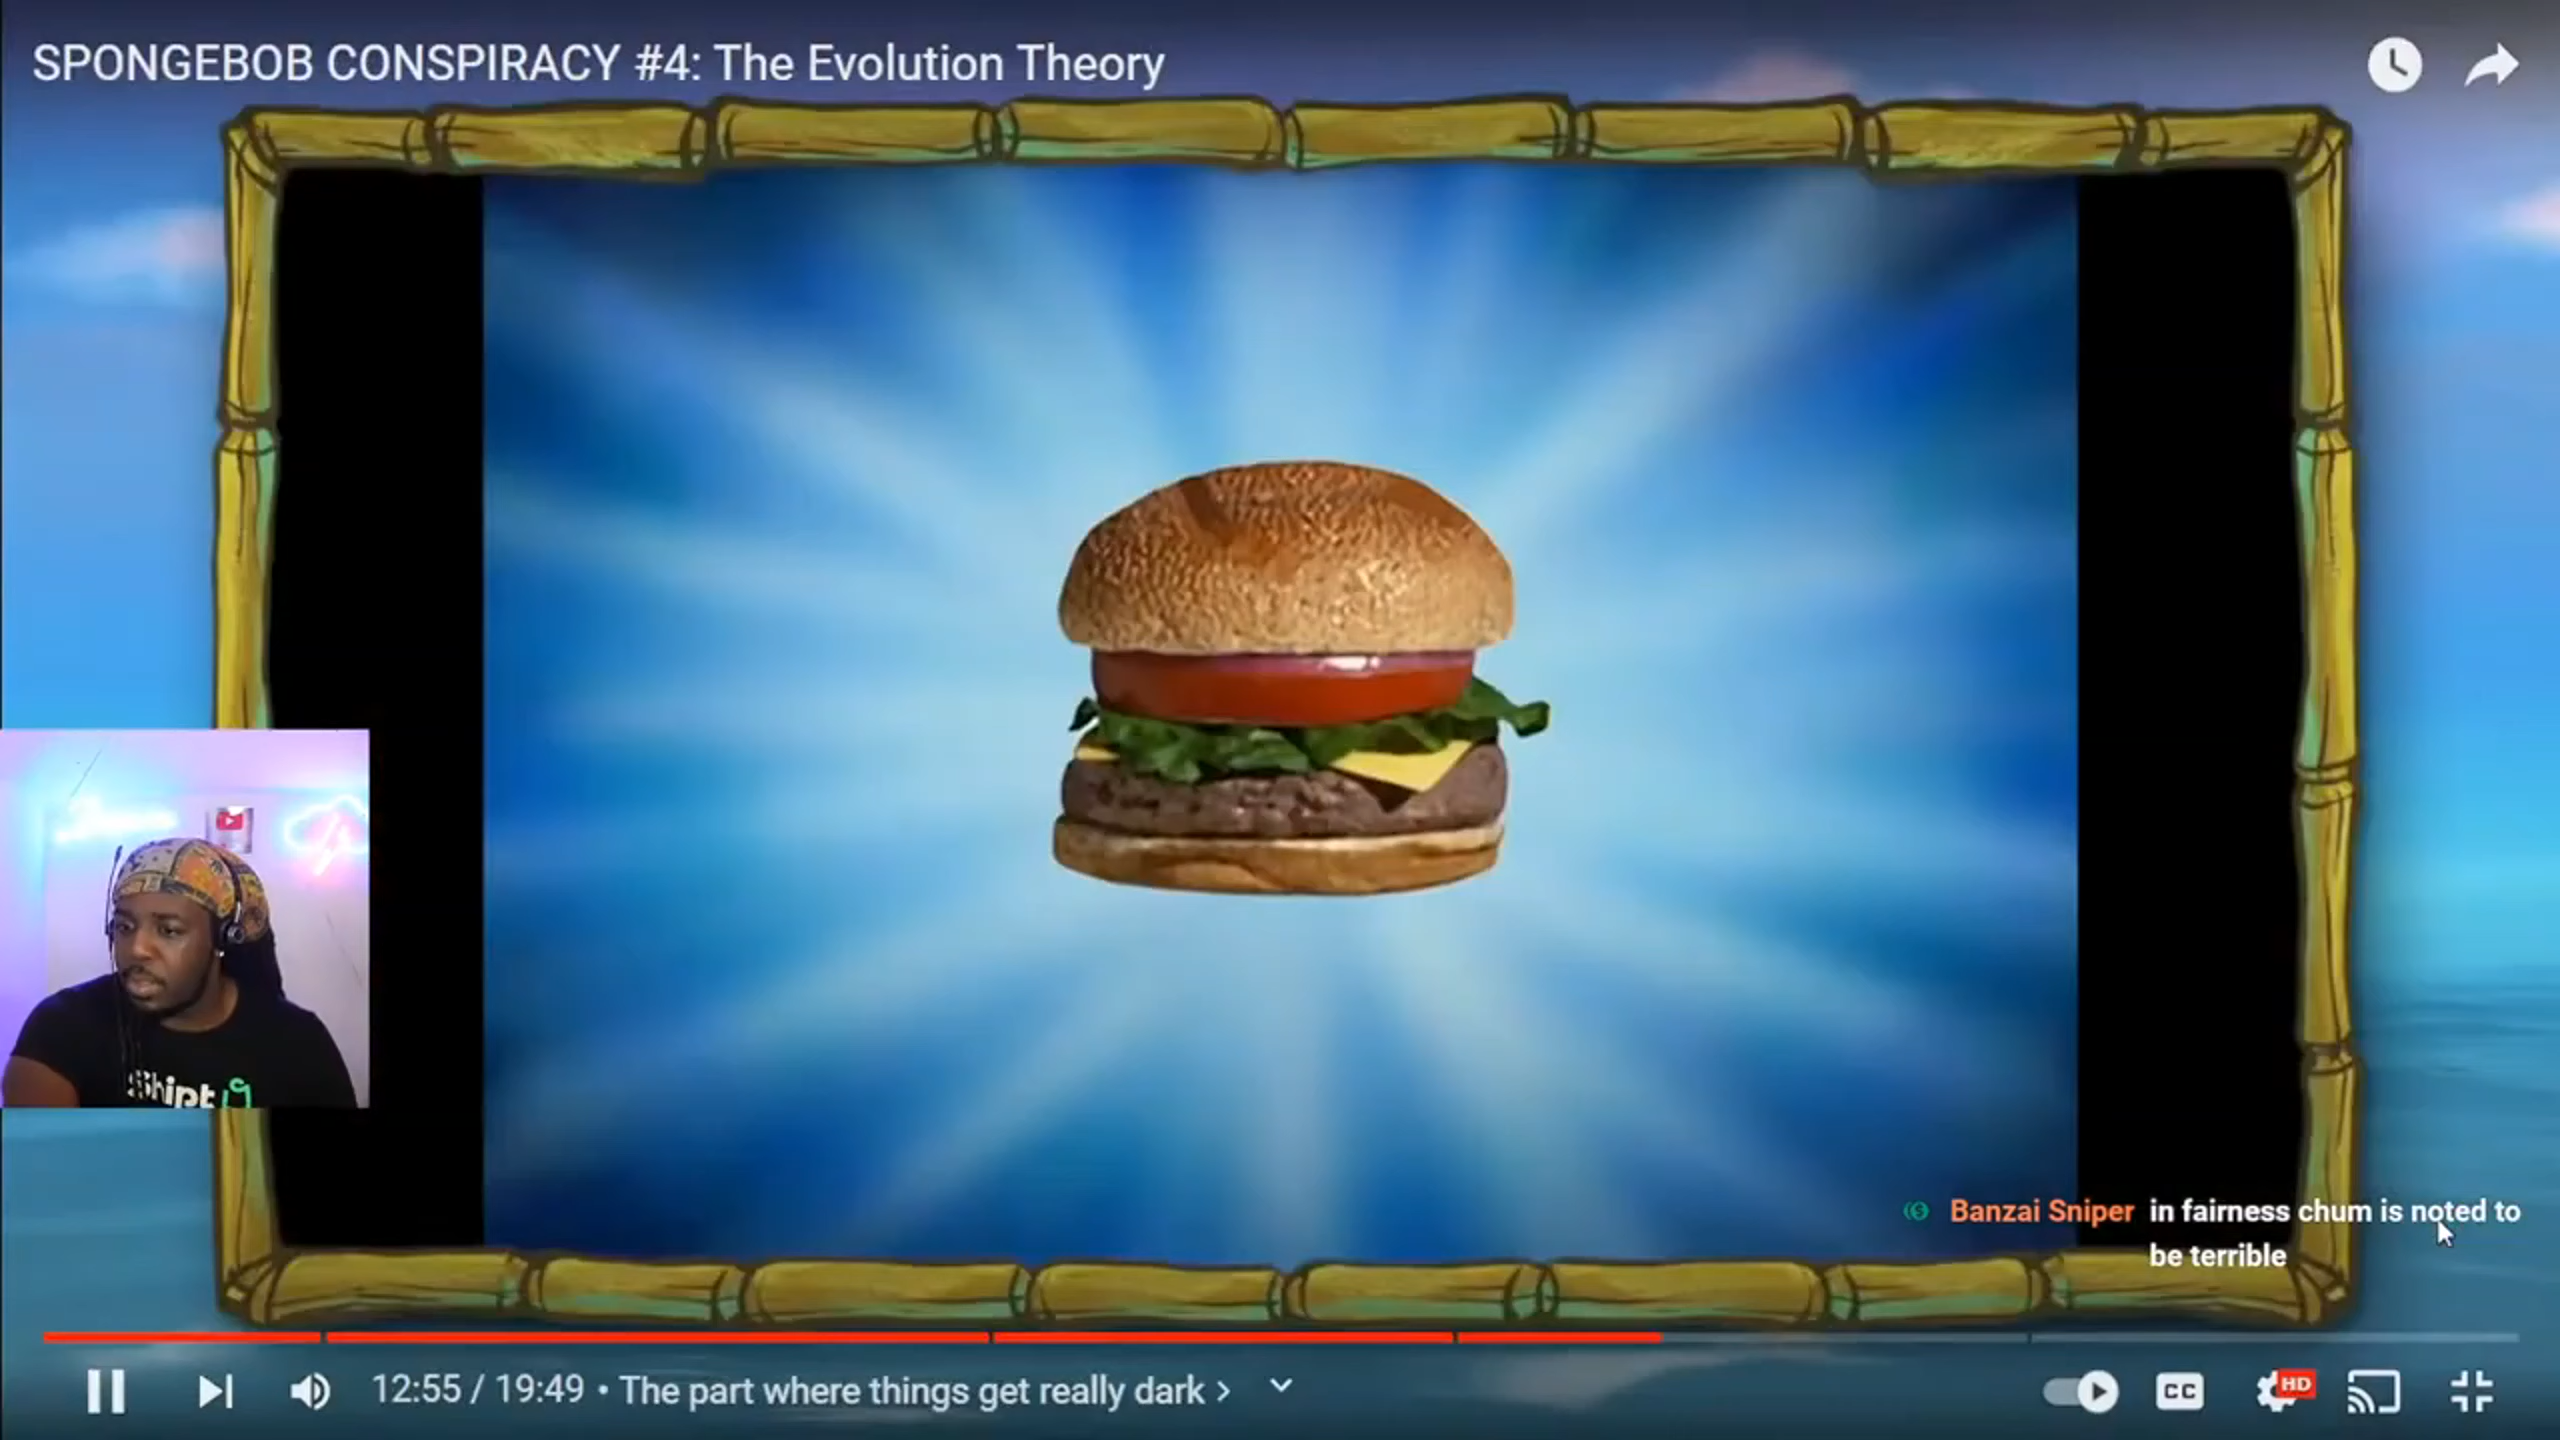 SPONGEBOB CONSPIRACY #4: The Evolution Theory
Banzai Sniper in fairness chum is noted to
be terrible
12:55 / 19:49 • The part where things get really dark
CC
HD